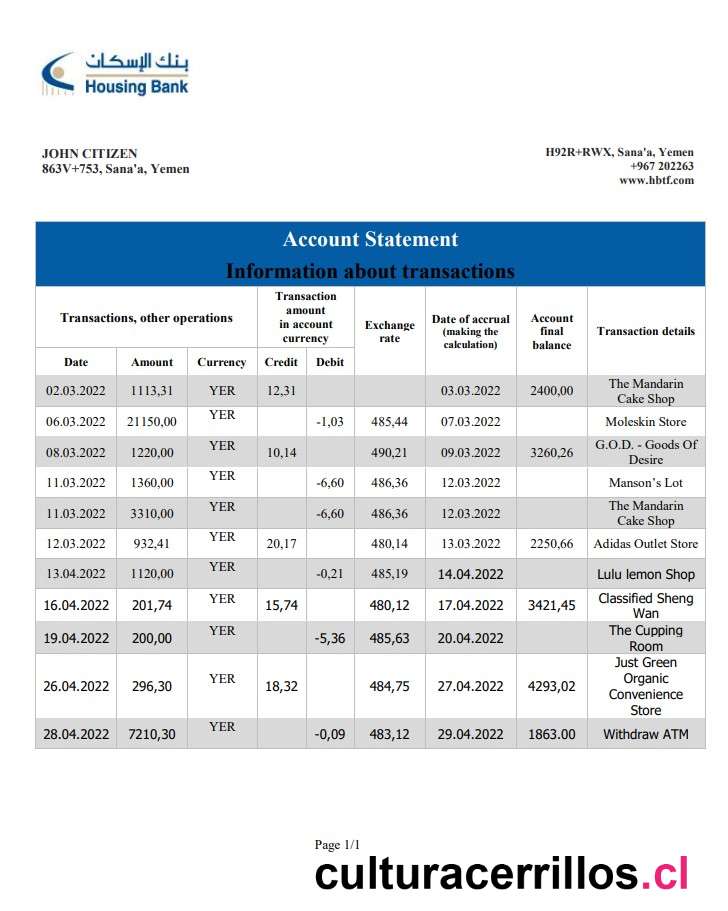 بنك الإسكان
Housing Bank
JOHN CITIZEN
863V+753, Sana'a, Yemen
H92R+RWX, Sana'a, Yemen
+967 202263
www.hbtf.com
Account Statement
Information about transactions
Transactions, other operations
Transaction
amount
in account
currency
Exchange
rate
Date of accrual
(making the
calculation)
Account
final
balance
Transaction details
Date Amount Currency Credit Debit
02.03.2022 1113,31 YER 12,31 03.03.2022 2400,00 The Mandarin
Cake Shop
06.03.2022 21150,00 YER -1,03 485,44 07.03.2022 Moleskin Store
08.03.2022 1220,00 YER 10,14 490,21 09.03.2022 3260,26 G.O.D. - Goods Of
Desire
11.03.2022 1360,00 YER -6,60 486,36 12.03.2022 Manson's Lot
11.03.2022 3310,00 YER -6,60 486,36 12.03.2022 The Mandarin
Cake Shop
12.03.2022 932,41 YER 20,17 480,14 13.03.2022 2250,66 Adidas Outlet Store
13.04.2022 1120,00 YER -0,21 485,19 14.04.2022 Lulu lemon Shop
16.04.2022 201,74 YER 15,74 480,12 17.04.2022 3421,45 Classified Sheng
Wan
19.04.2022 200,00 YER -5,36 485,63 20.04.2022 The Cupping
Room
26.04.2022 296,30 YER 18,32 484,75 27.04.2022 4293,02 Just Green
Organic
Convenience
Store
28.04.2022 7210,30 YER -0,09 483,12 29.04.2022 1863.00 Withdraw ATM
Page 1/1
culturacerrillos.cl